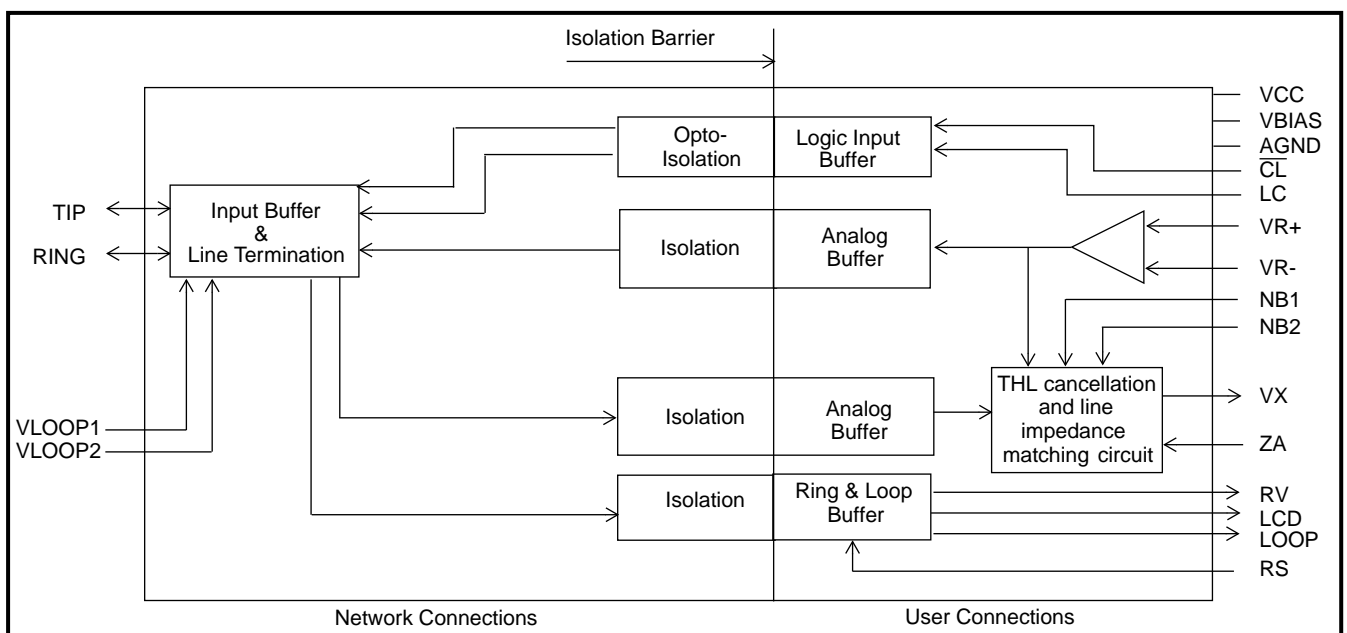 Isolation Barrier
VCC
VBIAS
AGND
CL
LC
Opto-
Isolation
Logic Input
Buffer
TIP
RING
Input Buffer
&
Line Termination
Isolation
Analog
Buffer
VR+
VR-
NB1
NB2
VLOOP1
VLOOP2
Isolation
Analog
Buffer
THL cancellation
and line
impedance
matching circuit
VX
ZA
Isolation
Ring & Loop
Buffer
RV
LCD
LOOP
RS
Network Connections
User Connections